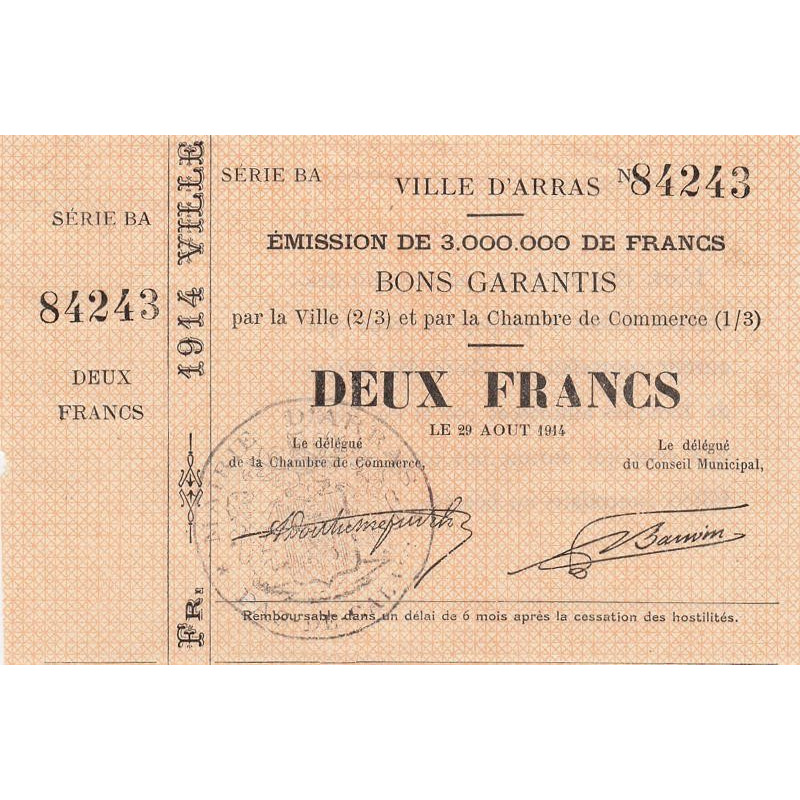 SÉRIE BA
84243
DEUX
FRANCS
FR. 1914 VILLE
SÉRIE BA
VILLE D'ARRAS N° 84243
ÉMISSION DE 3.000.000 DE FRANCS
BONS GARANTIS
par la Ville (2/3) et par la Chambre de Commerce (1/3)
DEUX FRANCS
LE 29 AOUT 1914
Le délégué
de la Chambre de Commerce,
Le délégué
du Conseil Municipal,
Barwin
MAIRIE D'ARRAS
Remboursable dans un délai de 6 mois après la cessation des hostilités.